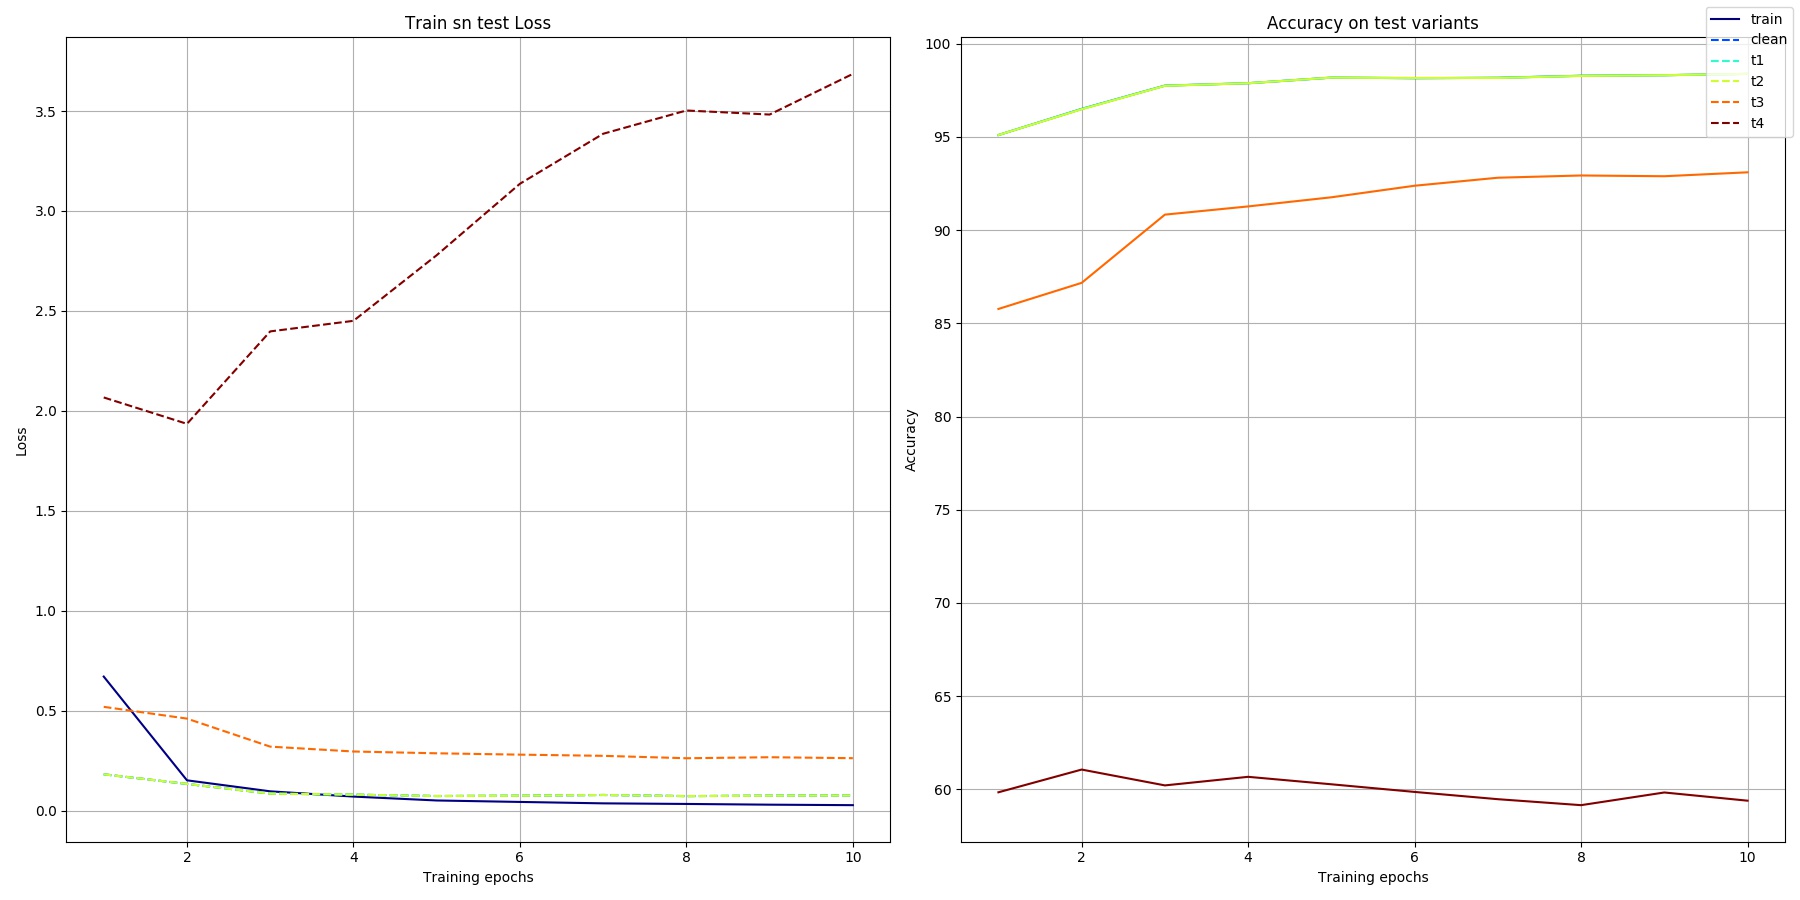 Train sn test Loss
3.5
3.0
2.5
2.0
1.5
1.0
0.5
0.0
Loss
2 4 6 8 10
Training epochs
Accuracy on test variants
100
95
90
85
80
75
70
65
60
Accuracy
2 4 6 8 10
Training epochs
train
clean
t1
t2
t3
t4